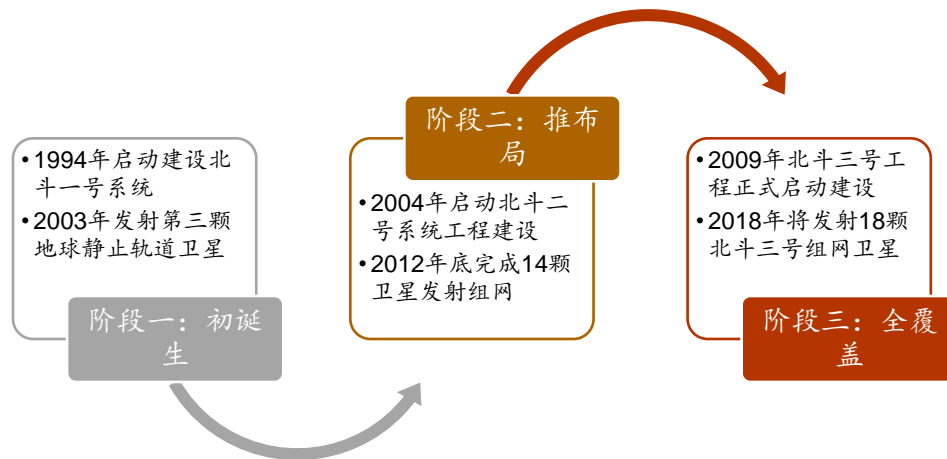 •1994年启动建设北
斗一号系统
•2003年发射第三颗
地球静止轨道卫星
阶段一：初诞
生
阶段二：推布
局
•2004年启动北斗二
号系统工程建设
•2012年底完成14颗
卫星发射组网
•2009年北斗三号工
程正式启动建设
•2018年将发射18颗
北斗三号组网卫星
阶段三：全覆
盖